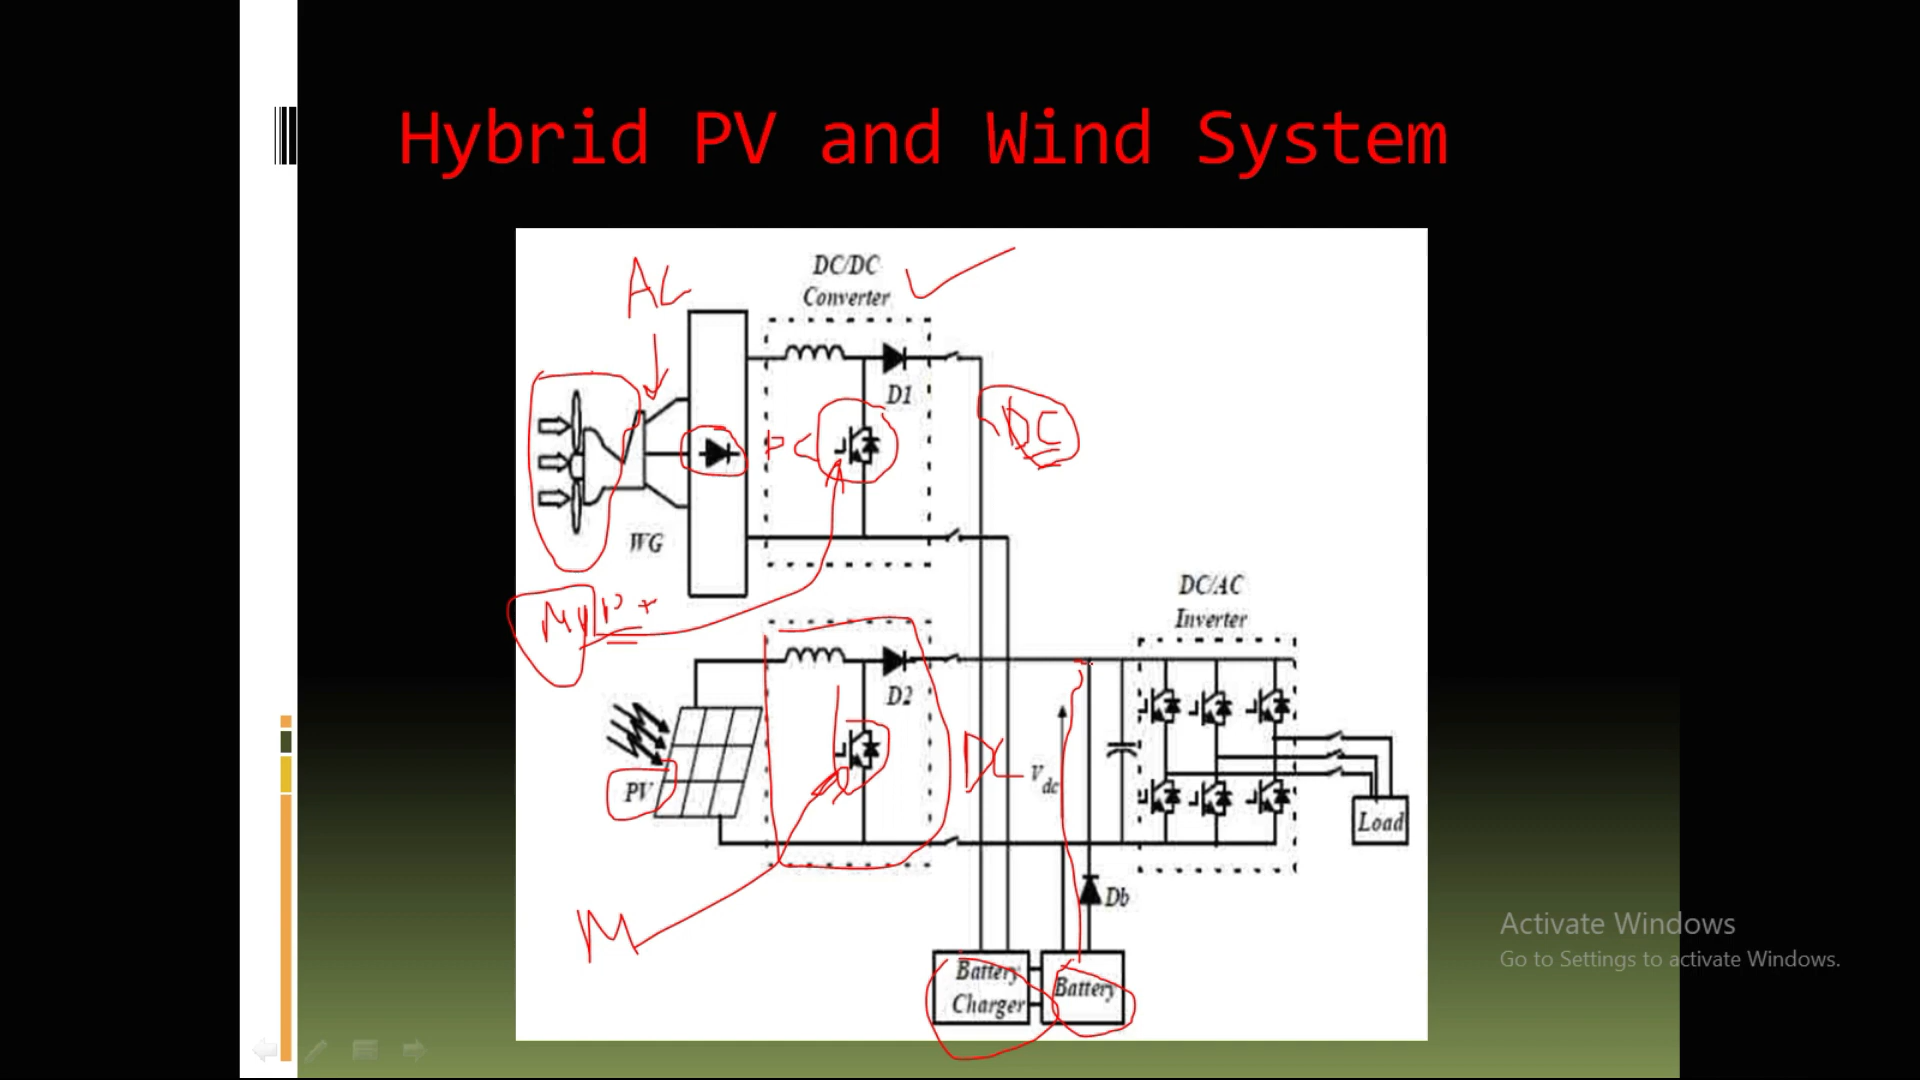 Hybrid PV and Wind System
DC/DC
Converter
AC
D1
DC
WG
MPP
DC/AC
Inverter
D2
PV
DC
Vdc
Load
M
Db
Battery
Charger
Battery
Activate Windows
Go to Settings to activate Windows.